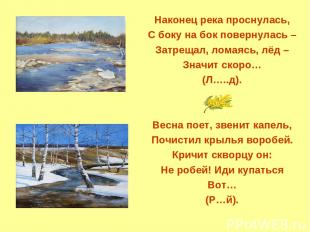 Наконец река проснулась,
С боку на бок повернулась –
Затрещал, ломаясь, лёд –
Значит скоро…
(Л…..д).
Весна поет, звенит капель,
Почистил крылья воробей.
Кричит скворцу он:
Не робей! Иди купаться
Вот…
(Р…й).